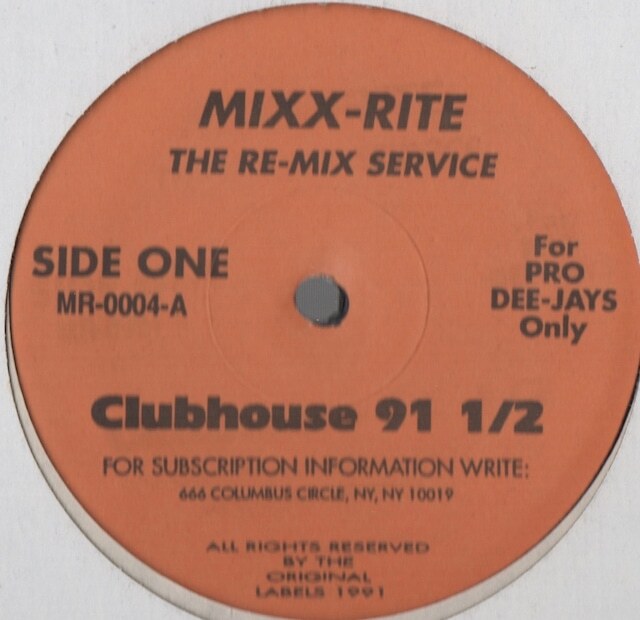 MIXX-RITE
THE RE-MIX SERVICE
SIDE ONE
MR-0004-A
For
PRO
DEE-JAYS
Only
Clubhouse 91 1/2
FOR SUBSCRIPTION INFORMATION WRITE:
666 COLUMBUS CIRCLE, NY, NY 10019
ALL RIGHTS RESERVED
BY THE
ORIGINAL
LABELS 1991